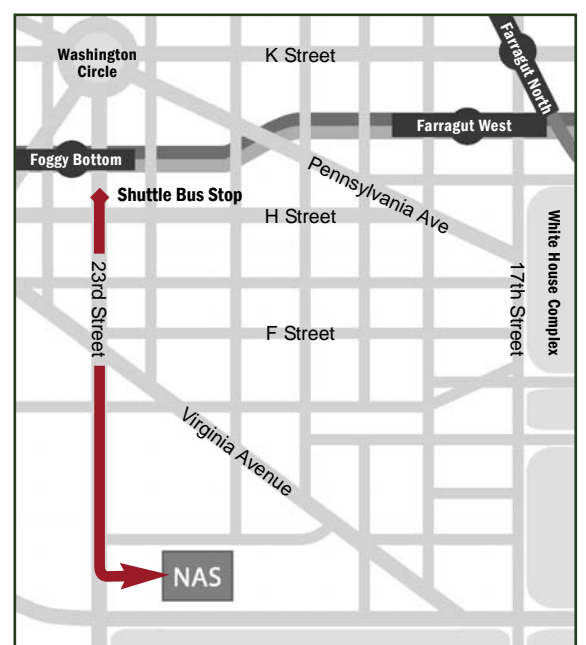 Washington
Circle
K Street
Farragut North
Farragut West
Foggy Bottom
Pennsylvania Ave
Shuttle Bus Stop
H Street
White House Complex
23rd Street
17th Street
F Street
Virginia Avenue
NAS